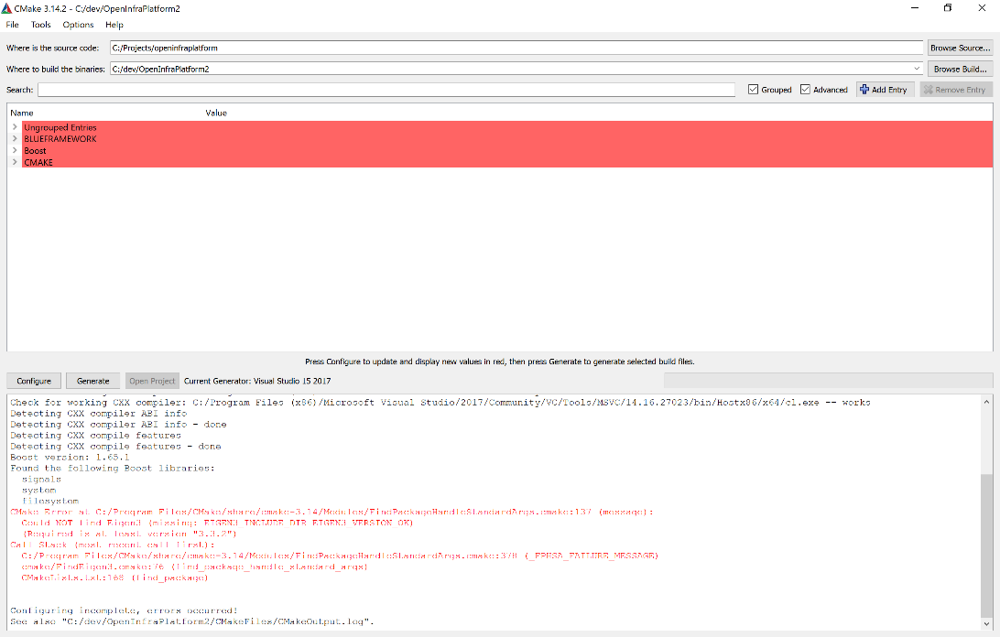 CMake 3.14.2 - C:/dev/OpenInfraPlatform2
File Tools Options Help
Where is the source code: C:/Projects/openinfraplatform Browse Source...
Where to build the binaries: C:/dev/OpenInfraPlatform2 Browse Build...
Search: Grouped Advanced Add Entry Remove Entry
Name Value
Ungrouped Entries
BLUEFRAMEWORK
Boost
CMAKE
Press Configure to update and display new values in red, then press Generate to generate selected build files.
Configure Generate Open Project Current Generator: Visual Studio 15 2017
Check for working CXX compiler: C:/Program Files (x86)/Microsoft Visual Studio/2017/Community/VC/Tools/MSVC/14.16.27023/bin/Hostx86/x64/cl.exe -- works
Detecting CXX compiler ABI info
Detecting CXX compiler ABI info - done
Detecting CXX compile features
Detecting CXX compile features - done
Boost version: 1.65.1
Found the following Boost libraries:
signals
system
filesystem
CMake Error at C:/Program Files/CMake/share/cmake-3.14/Modules/FindPackageHandleStandardArgs.cmake:137 (message):
Could NOT find Eigen3 (missing: EIGEN3_INCLUDE_DIR EIGEN3_VERSION_OK)
(Required is at least version "3.3.2")
Call Stack (most recent call first):
C:/Program Files/CMake/share/cmake-3.14/Modules/FindPackageHandleStandardArgs.cmake:378 (_FPHSA_FAILURE_MESSAGE)
cmake/FindEigen3.cmake:76 (find_package_handle_standard_args)
CMakeLists.txt:168 (find_package)
Configuring incomplete, errors occurred!
See also "C:/dev/OpenInfraPlatform2/CMakeFiles/CMakeOutput.log".